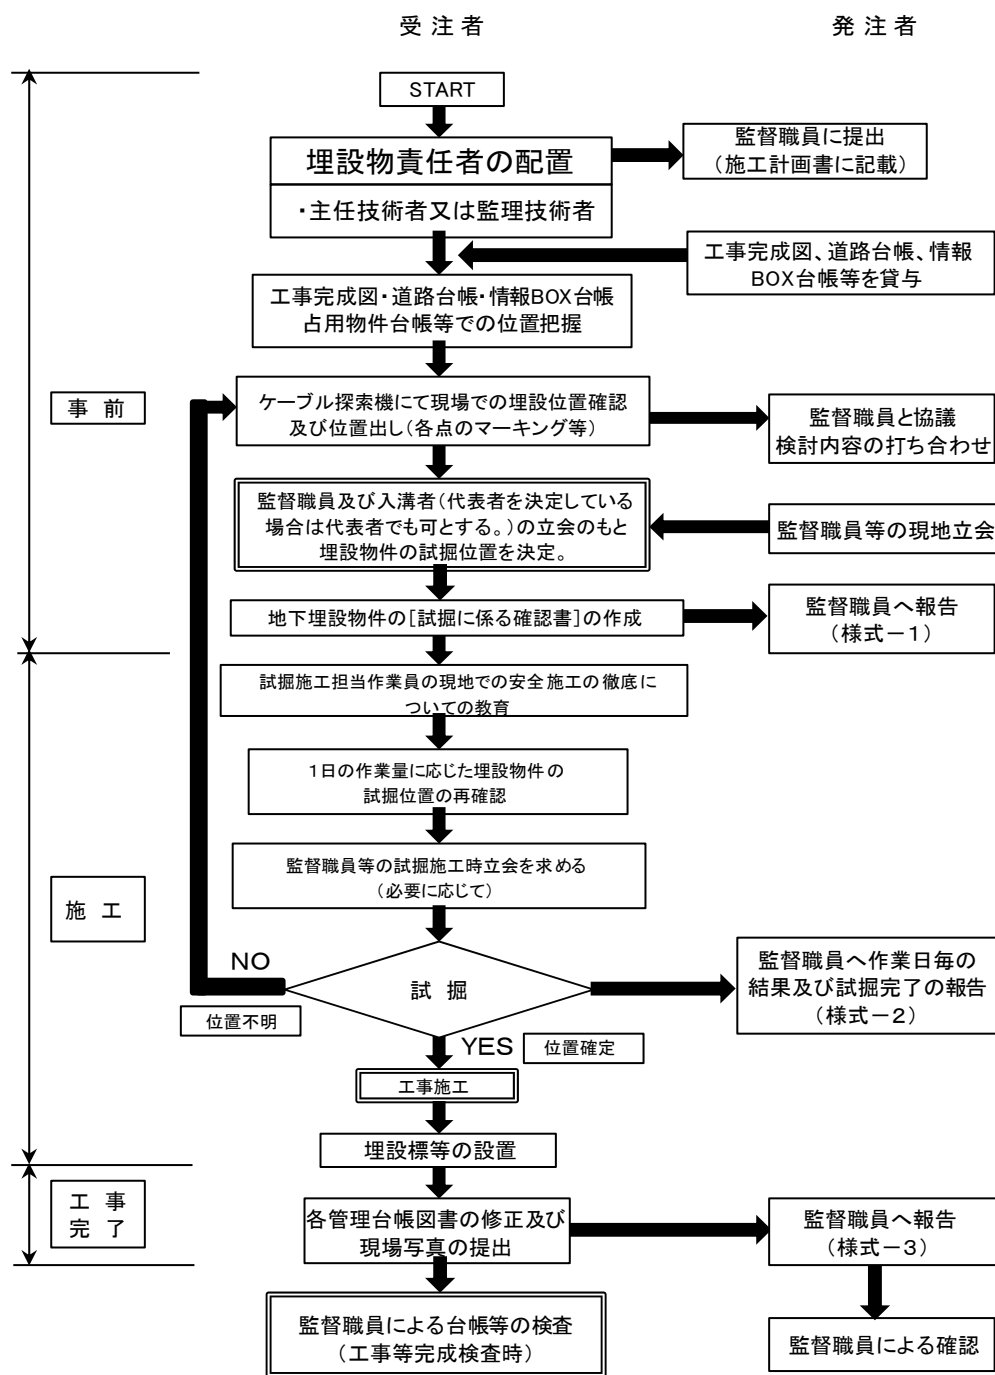 受注者
発注者
START
埋設物責任者の配置
・主任技術者又は監理技術者
監督職員に提出
（施工計画書に記載）
工事完成図、道路台帳、情報
BOX台帳等を貸与
工事完成図・道路台帳・情報BOX台帳
占用物件台帳等での位置把握
事前
ケーブル探索機にて現場での埋設位置確認
及び位置出し（各点のマーキング等）
監督職員と協議
検討内容の打ち合わせ
監督職員及び入溝者（代表者を決定している
場合は代表者でも可とする。）の立会のもと
埋設物件の試掘位置を決定。
監督職員等の現地立会
地下埋設物件の［試掘に係る確認書］の作成
監督職員へ報告
（様式－１）
試掘施工担当作業員の現地での安全施工の徹底に
ついての教育
１日の作業量に応じた埋設物件の
試掘位置の再確認
監督職員等の試掘施工時立会を求める
（必要に応じて）
施工
NO
試掘
位置不明
監督職員へ作業日毎の
結果及び試掘完了の報告
（様式－２）
YES
位置確定
工事施工
埋設標等の設置
工事
完了
各管理台帳図書の修正及び
現場写真の提出
監督職員へ報告
（様式－３）
監督職員による台帳等の検査
（工事等完成検査時）
監督職員による確認